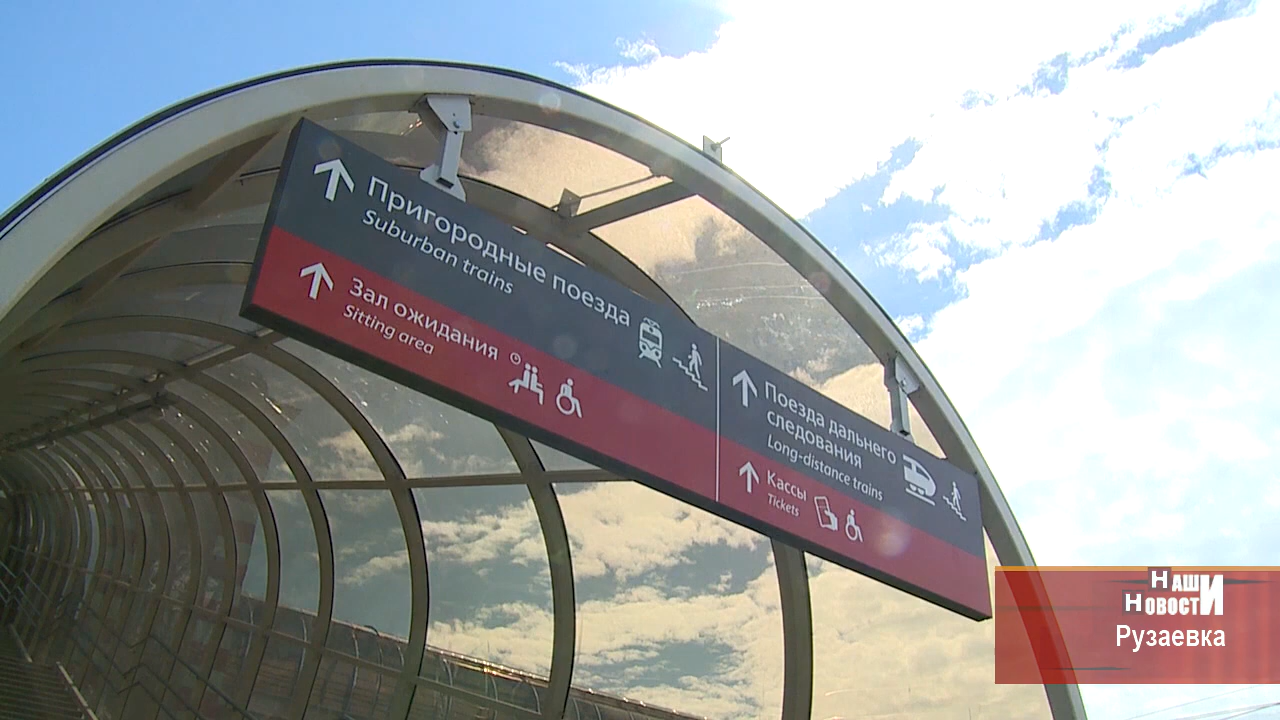 Пригородные поезда
Suburban trains
Зал ожидания
Sitting area
Поезда дальнего
следования
Long-distance trains
Кассы
Tickets
НАШИ
НОВОСТИ
Рузаевка